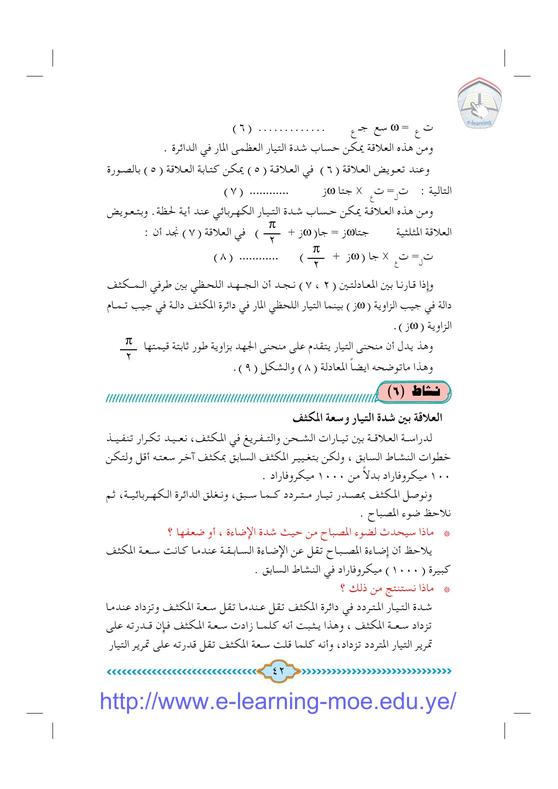 e-learning
ت ع = ω سع جـ ع ............. ( ٦ )
ومن هذه العلاقة يمكن حساب شدة التيار العظمى المار في الدائرة .
وعند تعويض العلاقة ( ٦ ) في العلاقة ( ٥ ) يمكن كتابة العلاقة ( ٥ ) بالصورة
التالية : تز = ت ع × جتا ωز ............ ( ٧ )
ومن هذه العلاقة يمكن حساب شدة التيار الكهربائي عند أية لحظة. وبتعويض
العلاقة المثلثية جتاωز = جا( ωز + π/٢ ) في العلاقة ( ٧ ) نجد أن :
تز = ت ع × جا ( ωز + π/٢ ) ............ ( ٨ )
وإذا قارنا بين المعادلتين ( ٢ ، ٧ ) نجد أن الجهد اللحظي بين طرفي المكثف
دالة في جيب الزاوية ( ωز ) بينما التيار اللحظي المار في دائرة المكثف دالة في جيب تمام
الزاوية ( ωز ) .
وهذ يدل أن منحنى التيار يتقدم على منحنى الجهد بزاوية طور ثابتة قيمتها π/٢
وهذا ماتوضحه ايضاً المعادلة ( ٨ ) والشكل ( ٩ ) .
نشاط (٦)
العلاقة بين شدة التيار وسعة المكثف
لدراسة العلاقة بين تيارات الشحن والتفريغ في المكثف، نعيد تكرار تنفيذ
خطوات النشاط السابق ، ولكن بتغيير المكثف السابق بمكثف آخر سعته أقل ولتكن
١٠٠ ميكروفاراد بدلاً من ١٠٠٠ ميكروفاراد .
ونوصل المكثف بمصدر تيار متردد كما سبق، ونغلق الدائرة الكهربائية، ثم
نلاحظ ضوء المصباح .
* ماذا سيحدث لضوء المصباح من حيث شدة الإضاءة ، أو ضعفها ؟
يلاحظ أن إضاءة المصباح تقل عن الإضاءة السابقة عندما كانت سعة المكثف
كبيرة ( ١٠٠٠ ) ميكروفاراد في النشاط السابق .
* ماذا نستنتج من ذلك ؟
شدة التيار المتردد في دائرة المكثف تقل عندما تقل سعة المكثف وتزداد عندما
تزداد سعة المكثف ، وهذا يثبت أنه كلما زادت سعة المكثف فإن قدرته على
تمرير التيار المتردد تزداد، وأنه كلما قلت سعة المكثف تقل قدرته على تمرير التيار
٤٢
http://www.e-learning-moe.edu.ye/